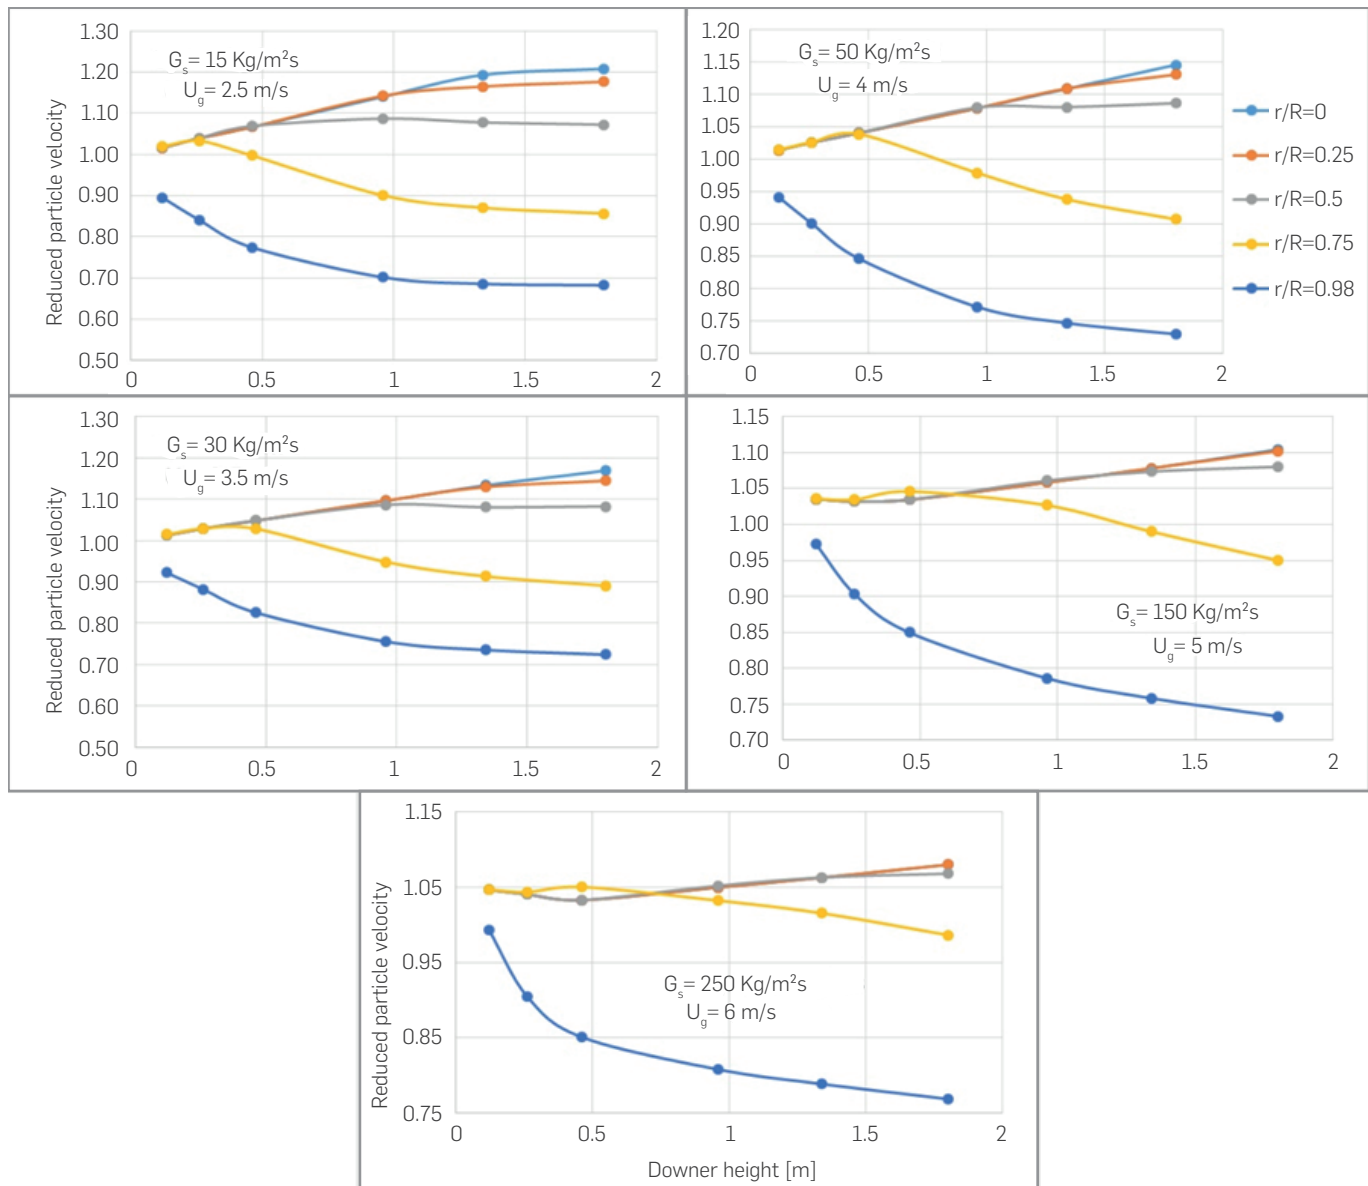 1.30
1.20
1.10
1.00
0.90
0.80
0.70
0.60
0.50
Reduced particle velocity
Gs= 15 Kg/m²s
Ug= 2.5 m/s
0 0.5 1 1.5 2
1.20
1.15
1.10
1.05
1.00
0.95
0.90
0.85
0.80
0.75
0.70
Gs= 50 Kg/m²s
Ug= 4 m/s
0 0.5 1 1.5 2
r/R=0
r/R=0.25
r/R=0.5
r/R=0.75
r/R=0.98
1.30
1.20
1.10
1.00
0.90
0.80
0.70
0.60
0.50
Reduced particle velocity
Gs= 30 Kg/m²s
Ug= 3.5 m/s
0 0.5 1 1.5 2
1.15
1.10
1.05
1.00
0.95
0.90
0.85
0.80
0.75
0.70
Gs= 150 Kg/m²s
Ug= 5 m/s
0 0.5 1 1.5 2
1.15
1.05
0.95
0.85
0.75
Reduced particle velocity
Gs= 250 Kg/m²s
Ug= 6 m/s
0 0.5 1 1.5 2
Downer height [m]